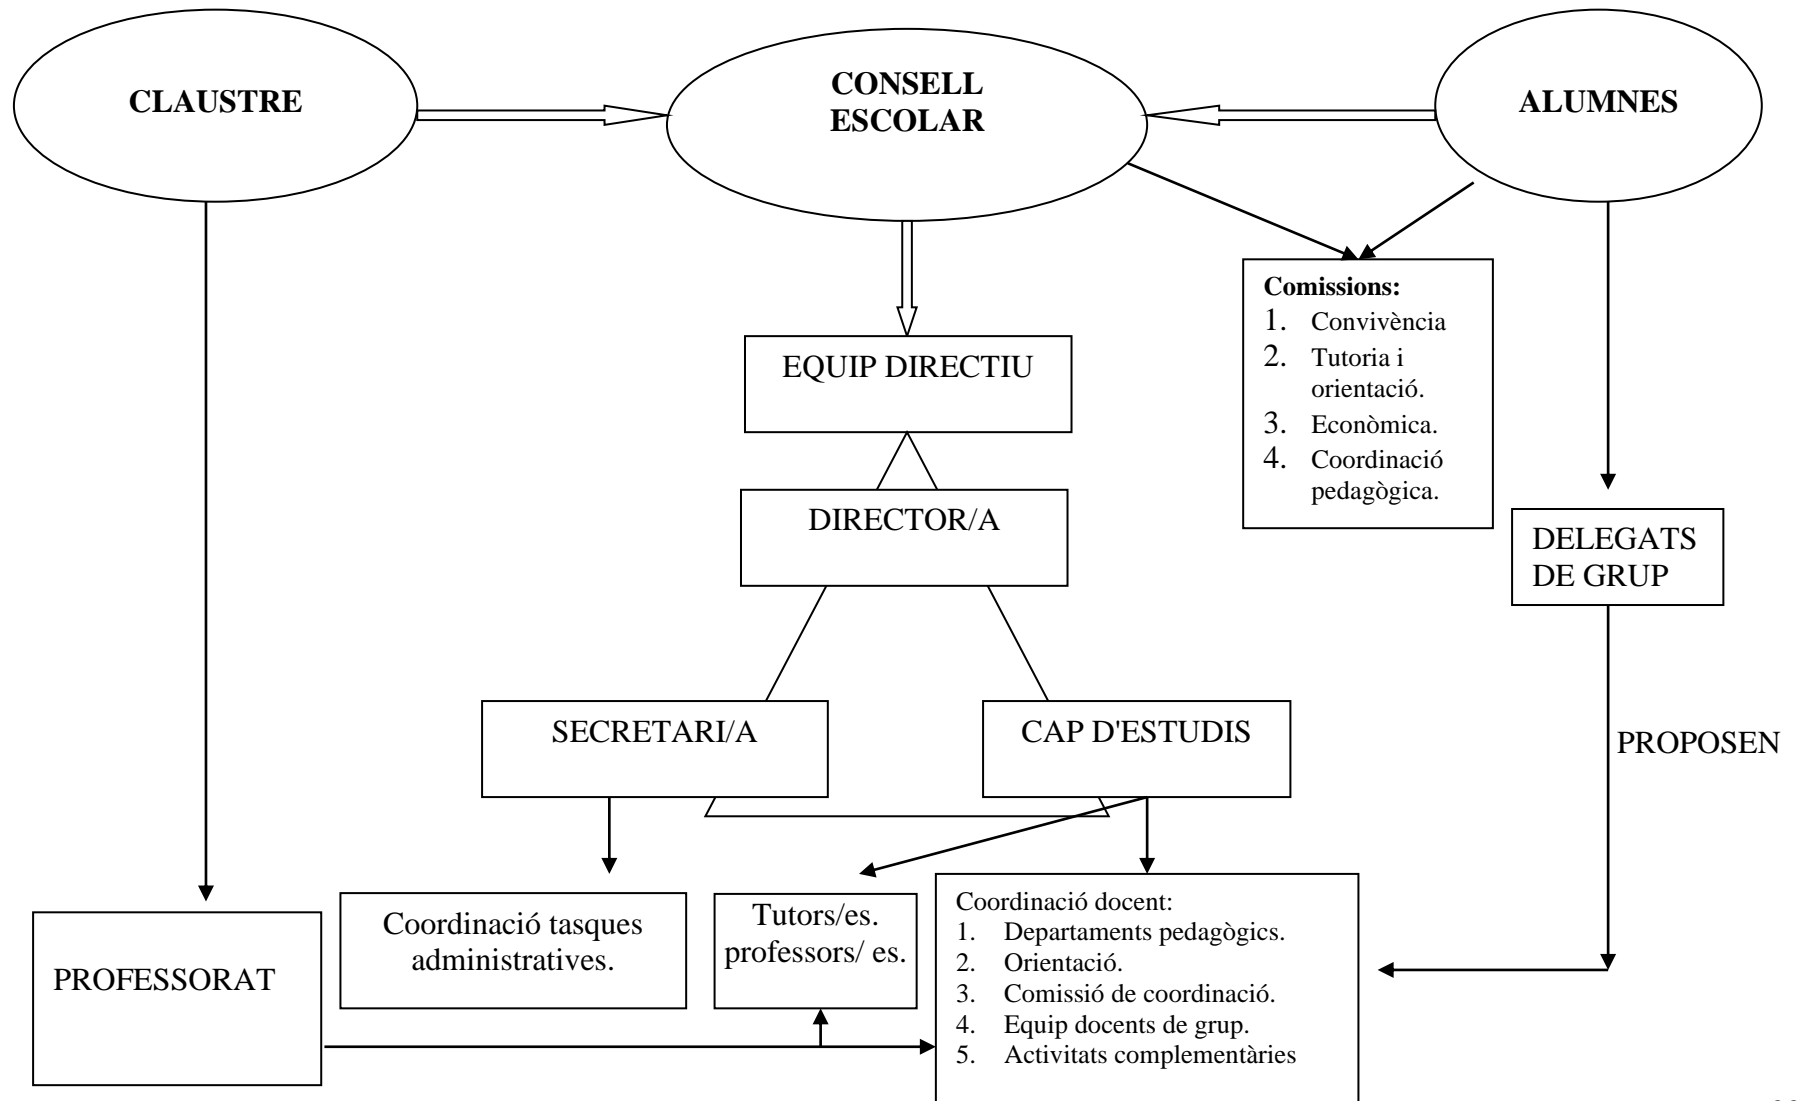 CLAUSTRE
CONSELL
ESCOLAR
ALUMNES
Comissions:
1. Convivència
2. Tutoria i
orientació.
3. Econòmica.
4. Coordinació
pedagògica.
EQUIP DIRECTIU
DIRECTOR/A
DELEGATS
DE GRUP
SECRETARI/A
CAP D'ESTUDIS
PROPOSEN
PROFESSORAT
Coordinació tasques
administratives.
Tutors/es.
professors/ es.
Coordinació docent:
1. Departaments pedagògics.
2. Orientació.
3. Comissió de coordinació.
4. Equip docents de grup.
5. Activitats complementàries